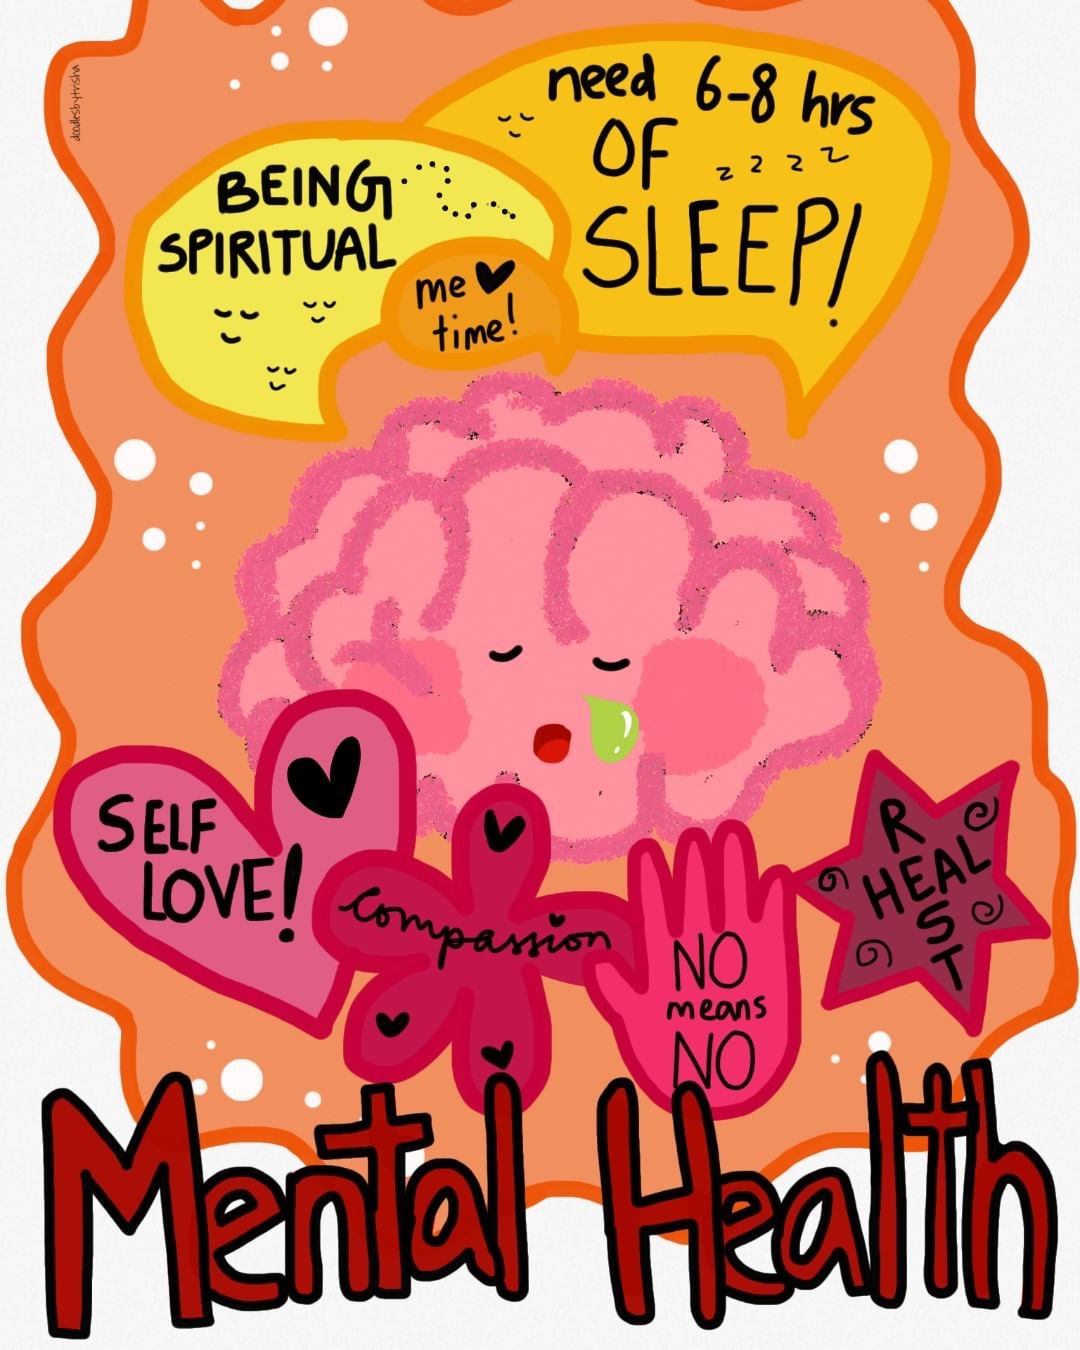 doodlesbytrisha
need 6-8 hrs
OF z z z z
SLEEP!
BEING
SPIRITUAL
me
time!
SELF
LOVE!
compassion
NO
means
NO
REST
HEAL
Mental Health